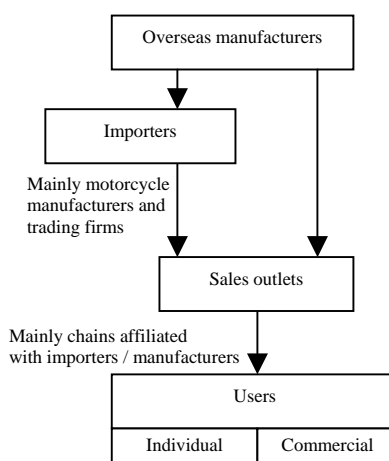 Overseas manufacturers
Importers
Mainly motorcycle
manufacturers and
trading firms
Sales outlets
Mainly chains affiliated
with importers / manufacturers
Users
Individual
Commercial